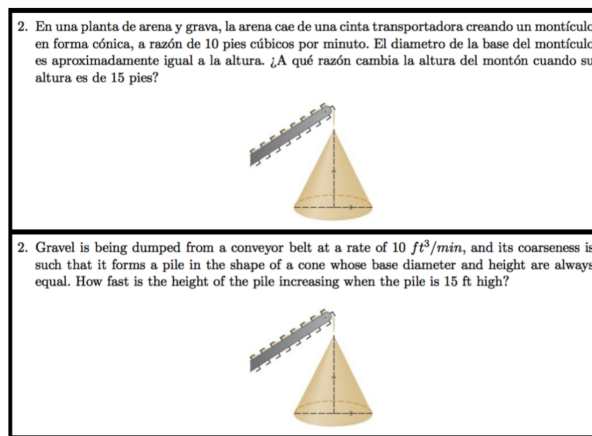 2. En una planta de arena y grava, la arena cae de una cinta transportadora creando un montículo
en forma cónica, a razón de 10 pies cúbicos por minuto. El diametro de la base del montículo
es aproximadamente igual a la altura. ¿A qué razón cambia la altura del montón cuando su
altura es de 15 pies?
2. Gravel is being dumped from a conveyor belt at a rate of 10 ft³/min, and its coarseness is
such that it forms a pile in the shape of a cone whose base diameter and height are always
equal. How fast is the height of the pile increasing when the pile is 15 ft high?